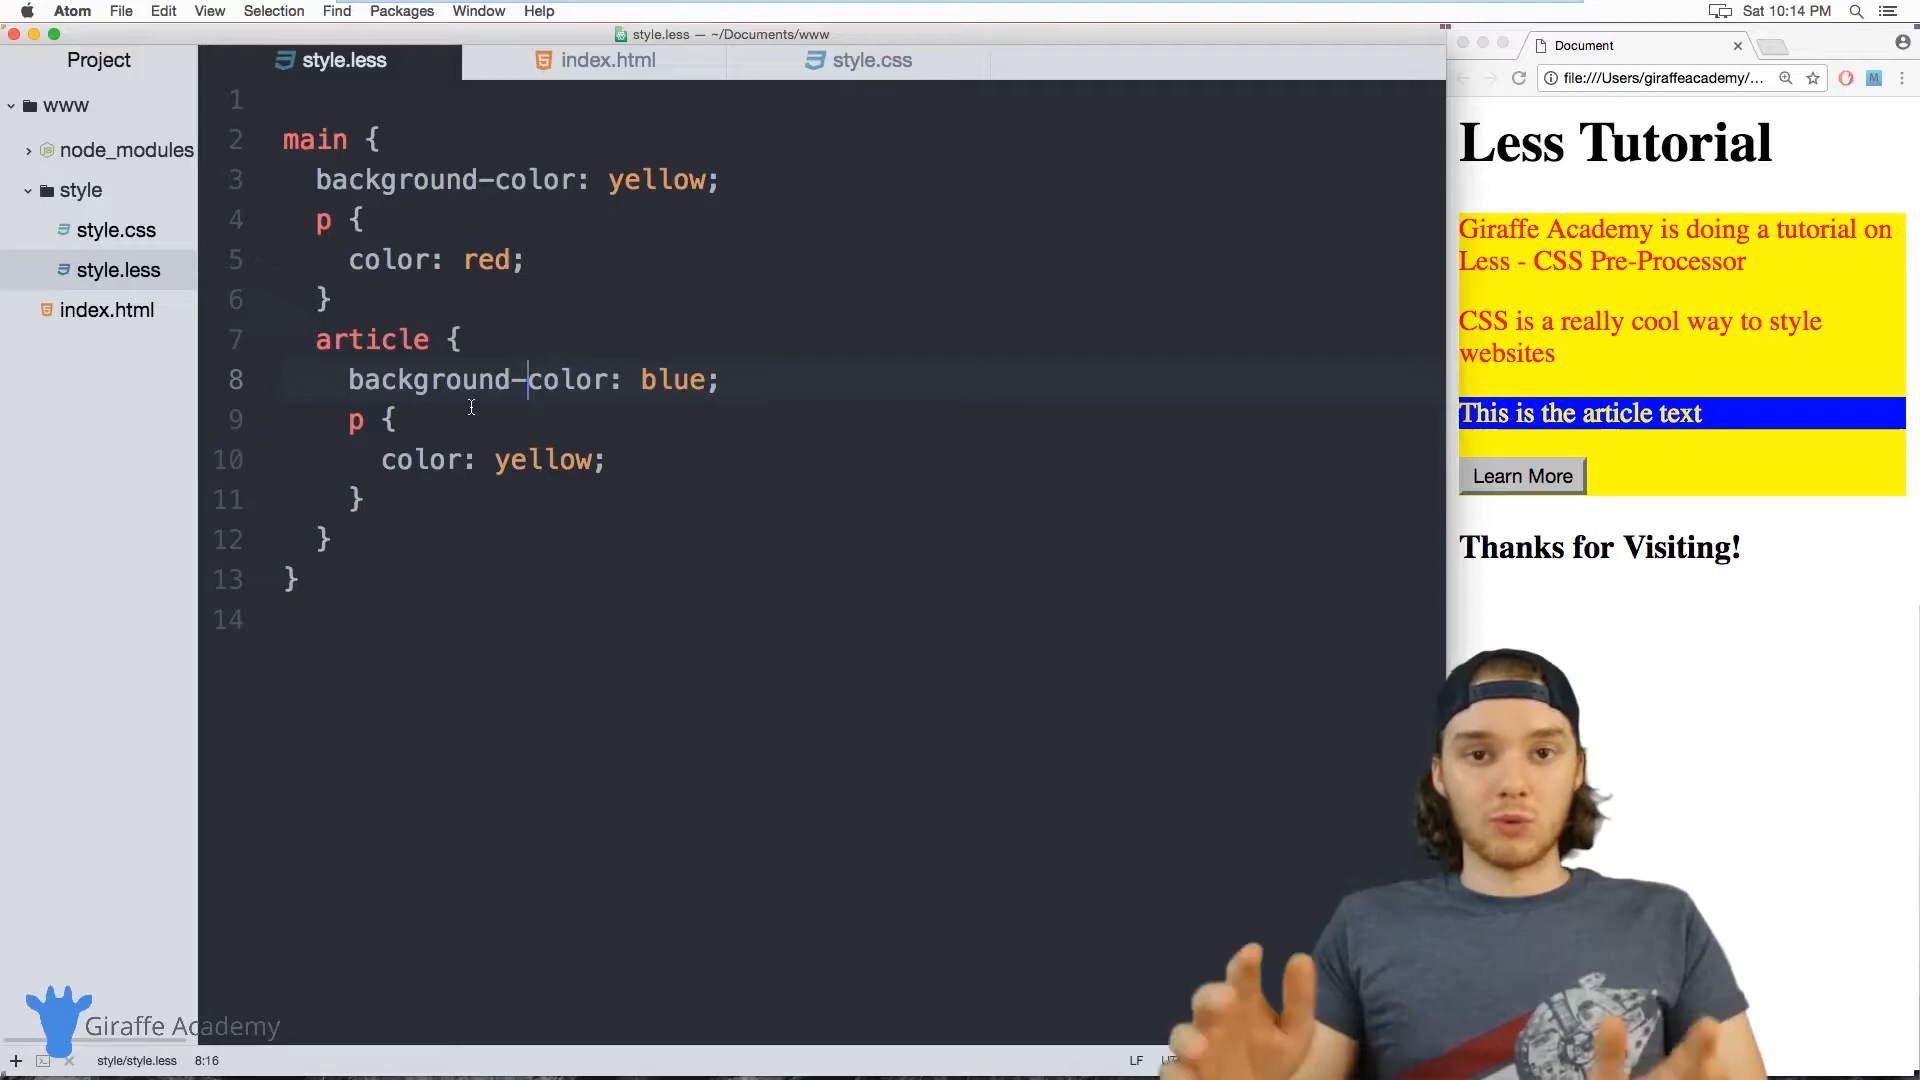 Atom File Edit View Selection Find Packages Window Help
Sat 10:14 PM
style.less — ~/Documents/www
Project
www
node_modules
style
style.css
style.less
index.html
style.less
index.html
style.css
1
2 main {
3 background-color: yellow;
4 p {
5 color: red;
6 }
7 article {
8 background-color: blue;
9 p {
10 color: yellow;
11 }
12 }
13 }
14
Document
file:///Users/giraffeacademy/...
Less Tutorial
Giraffe Academy is doing a tutorial on
Less - CSS Pre-Processor
CSS is a really cool way to style
websites
This is the article text
Learn More
Thanks for Visiting!
Giraffe Academy
style/style.less 8:16
LF